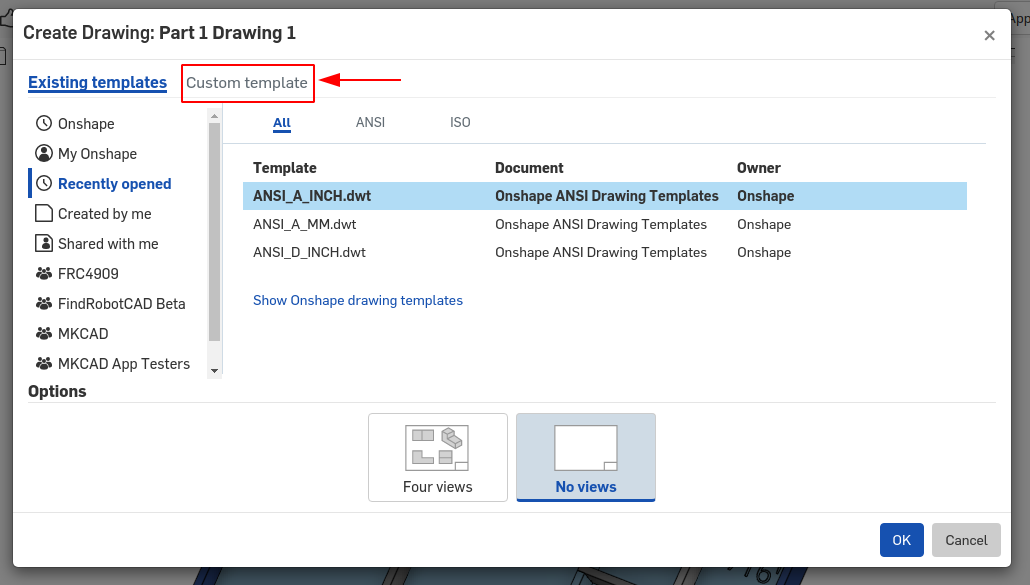 Create Drawing: Part 1 Drawing 1
×
App
Existing templates Custom template
Onshape
My Onshape
Recently opened
Created by me
Shared with me
FRC4909
FindRobotCAD Beta
MKCAD
MKCAD App Testers
All ANSI ISO
Template Document Owner
ANSI_A_INCH.dwt Onshape ANSI Drawing Templates Onshape
ANSI_A_MM.dwt Onshape ANSI Drawing Templates Onshape
ANSI_D_INCH.dwt Onshape ANSI Drawing Templates Onshape
Show Onshape drawing templates
Options
Four views No views
OK Cancel